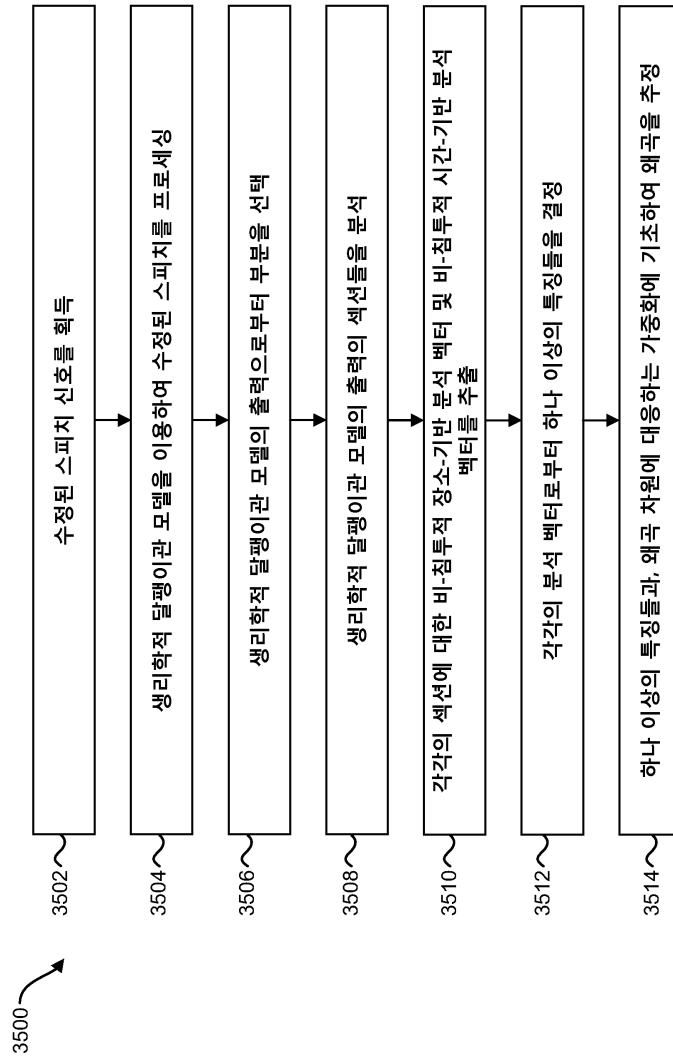 3500
3502
수정된 스피치 신호를 획득
3504
생리학적 달팽이관 모델을 이용하여 수정된 스피치를 프로세싱
3506
생리학적 달팽이관 모델의 출력으로부터 부분을 선택
3508
생리학적 달팽이관 모델의 출력의 섹션들을 분석
3510
각각의 섹션에 대한 비-침투적 장소-기반 분석 벡터 및 비-침투적 시간-기반 분석
벡터를 추출
3512
각각의 분석 벡터로부터 하나 이상의 특징들을 결정
3514
하나 이상의 특징들과, 왜곡 차원에 대응하는 가중화에 기초하여 왜곡을 추정